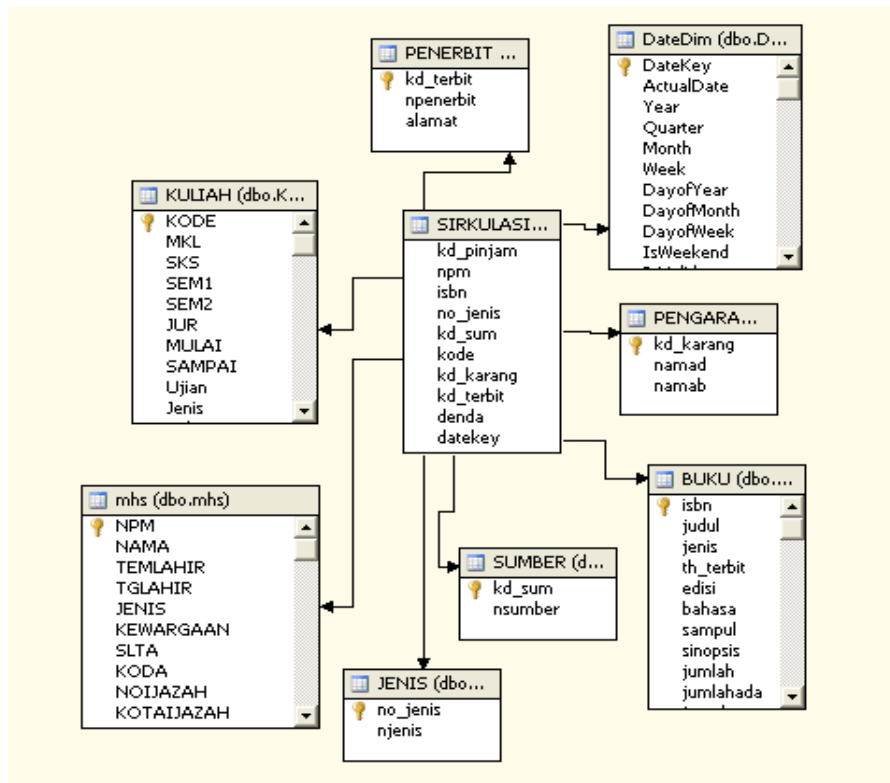 PENERBIT ...
kd_terbit
npenerbit
alamat
DateDim (dbo.D...
DateKey
ActualDate
Year
Quarter
Month
Week
DayofYear
DayofMonth
DayofWeek
IsWeekend
KULIAH (dbo.K...
KODE
MKL
SKS
SEM1
SEM2
JUR
MULAI
SAMPAI
Ujian
Jenis
SIRKULASI...
kd_pinjam
npm
isbn
no_jenis
kd_sum
kode
kd_karang
kd_terbit
denda
datekey
PENGARA...
kd_karang
namad
namab
mhs (dbo.mhs)
NPM
NAMA
TEMLAHIR
TGLAHIR
JENIS
KEWARGAAN
SLTA
KODA
NOIJAZAH
KOTAIJAZAH
BUKU (dbo....
isbn
judul
jenis
th_terbit
edisi
bahasa
sampul
sinopsis
jumlah
jumlahada
SUMBER (d...
kd_sum
nsumber
JENIS (dbo...
no_jenis
njenis